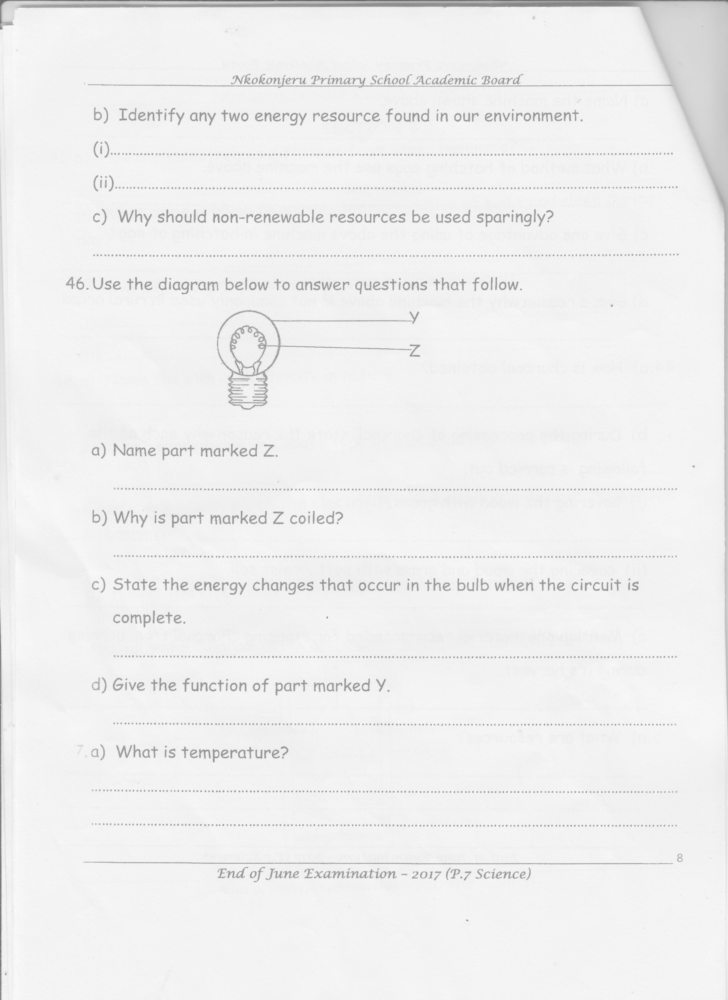 Nkokonjeru Primary School Academic Board
b) Identify any two energy resource found in our environment.
(i)
(ii)
c) Why should non-renewable resources be used sparingly?
46. Use the diagram below to answer questions that follow.
Y
Z
a) Name part marked Z.
b) Why is part marked Z coiled?
c) State the energy changes that occur in the bulb when the circuit is
complete.
d) Give the function of part marked Y.
7. a) What is temperature?
8
End of June Examination – 2017 (P.7 Science)